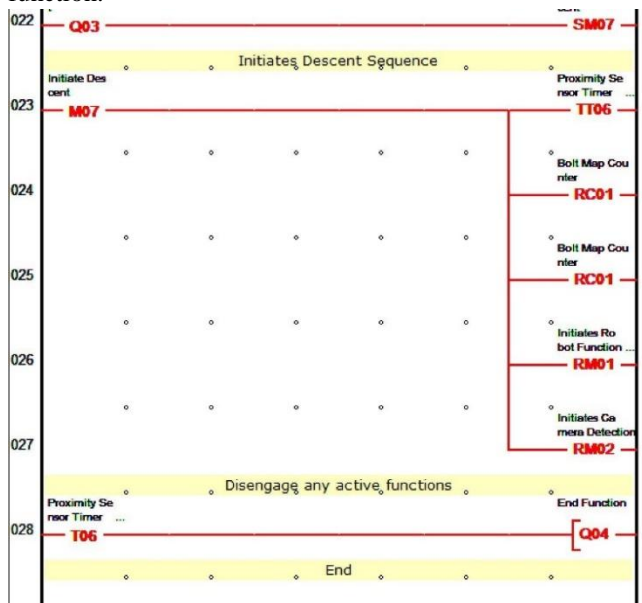 022
Q03
SM07
Initiates Descent Sequence
Initiate Des
cent
Proximity Se
nsor Timer ...
023
M07
TT06
Bolt Map Cou
nter
024
RC01
Bolt Map Cou
nter
025
RC01
Initiates Ro
bot Function ...
026
RM01
Initiates Ca
mera Detection
027
RM02
Disengage any active functions
Proximity Se
nsor Timer ...
End Function
028
T06
Q04
End